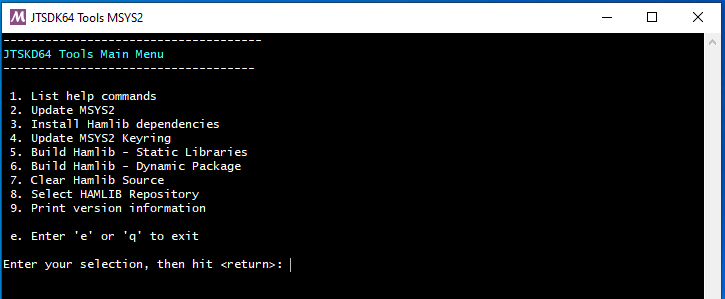 JTSDK64 Tools MSYS2
-------------------------------------
JTSKD64 Tools Main Menu
------------------------------------
1. List help commands
2. Update MSYS2
3. Install Hamlib dependencies
4. Update MSYS2 Keyring
5. Build Hamlib - Static Libraries
6. Build Hamlib - Dynamic Package
7. Clear Hamlib Source
8. Select HAMLIB Repository
9. Print version information
e. Enter 'e' or 'q' to exit
Enter your selection, then hit <return>: